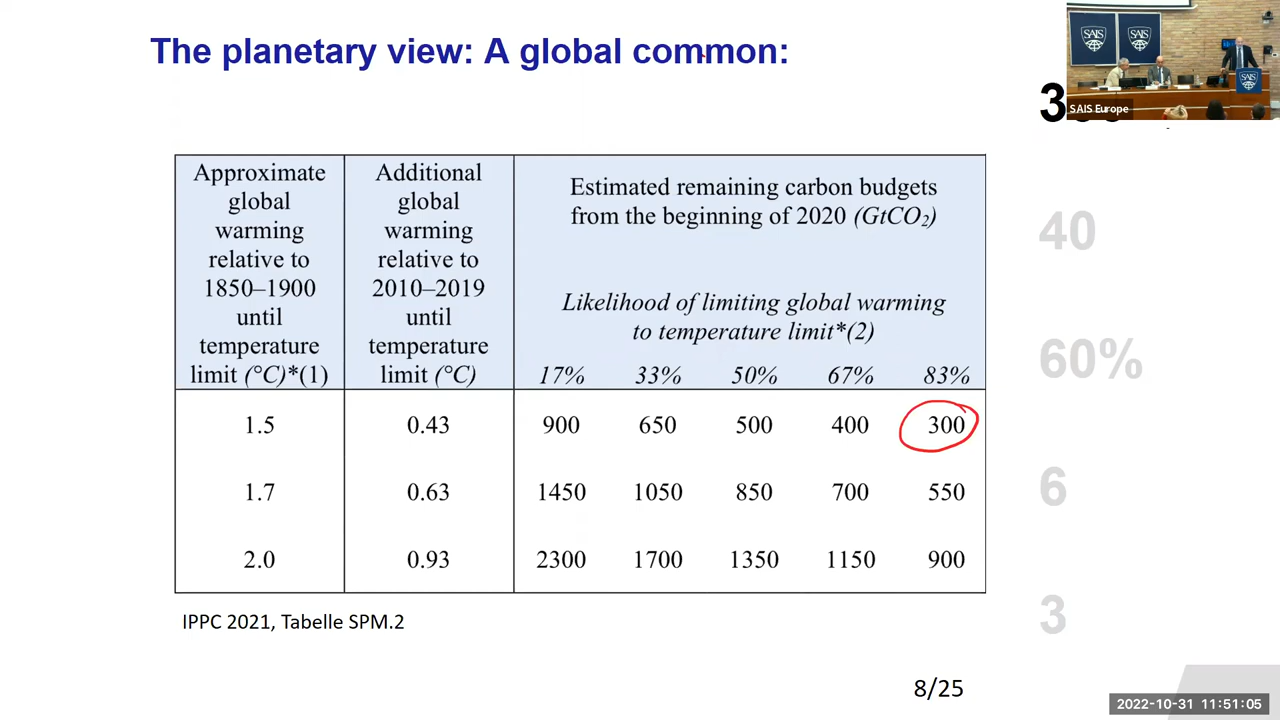 The planetary view: A global common:
SAIS
SAIS
SAIS
SAIS Europe
3
Approximate
global
warming
relative to
1850–1900
until
temperature
limit (°C)*(1)
Additional
global
warming
relative to
2010–2019
until
temperature
limit (°C)
Estimated remaining carbon budgets
from the beginning of 2020 (GtCO₂)
Likelihood of limiting global warming
to temperature limit*(2)
17% 33% 50% 67% 83%
1.5 0.43 900 650 500 400 300
1.7 0.63 1450 1050 850 700 550
2.0 0.93 2300 1700 1350 1150 900
40
60%
6
3
IPPC 2021, Tabelle SPM.2
8/25
2022-10-31 11:51:05